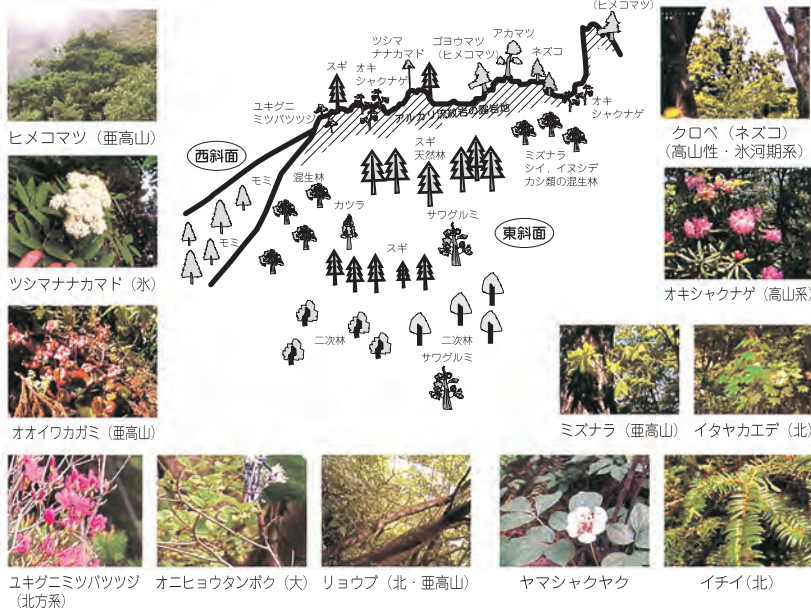 (ヒメコマツ)
アカマツ
ゴヨウマツ
(ヒメコマツ)
ネズコ
ツシマ
ナナカマド
スギ
オキ
シャクナゲ
ユキグニ
ミツバツツジ
アルカリ流紋岩の露岩地
オキ
シャクナゲ
西斜面
モミ
混生林
スギ
天然林
ミズナラ
シイ、イヌシデ
カシ類の混生林
カツラ
サワグルミ
東斜面
モミ
スギ
二次林
二次林
サワグルミ
ヒメコマツ(亜高山)
クロベ(ネズコ)
(高山性・氷河期系)
ツシマナナカマド(氷)
オキシャクナゲ(高山系)
オオイワカガミ(亜高山)
ミズナラ(亜高山)
イタヤカエデ(北)
ユキグニミツバツツジ
(北方系)
オニヒョウタンボク(大)
リョウブ(北・亜高山)
ヤマシャクヤク
イチイ(北)